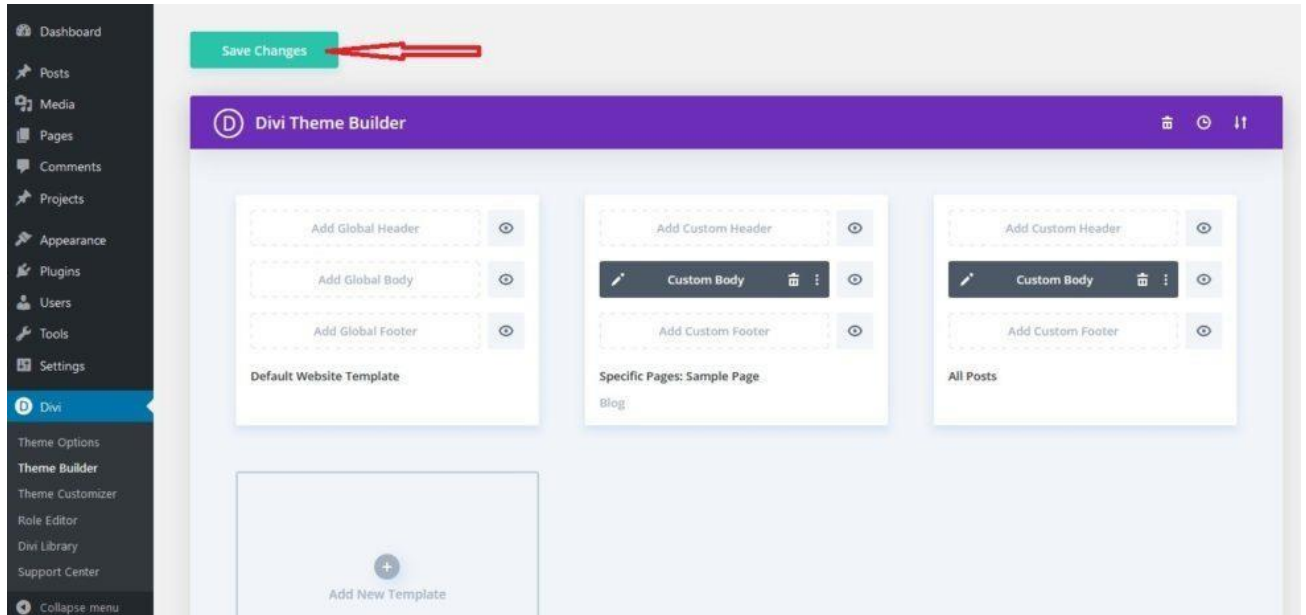 Dashboard
Posts
Media
Pages
Comments
Projects
Appearance
Plugins
Users
Tools
Settings
Divi
Theme Options
Theme Builder
Theme Customizer
Role Editor
Divi Library
Support Center
Collapse menu
Save Changes
D Divi Theme Builder
Add Global Header
Add Global Body
Add Global Footer
Default Website Template
Add Custom Header
Custom Body
Add Custom Footer
Specific Pages: Sample Page
Blog
Add Custom Header
Custom Body
Add Custom Footer
All Posts
Add New Template